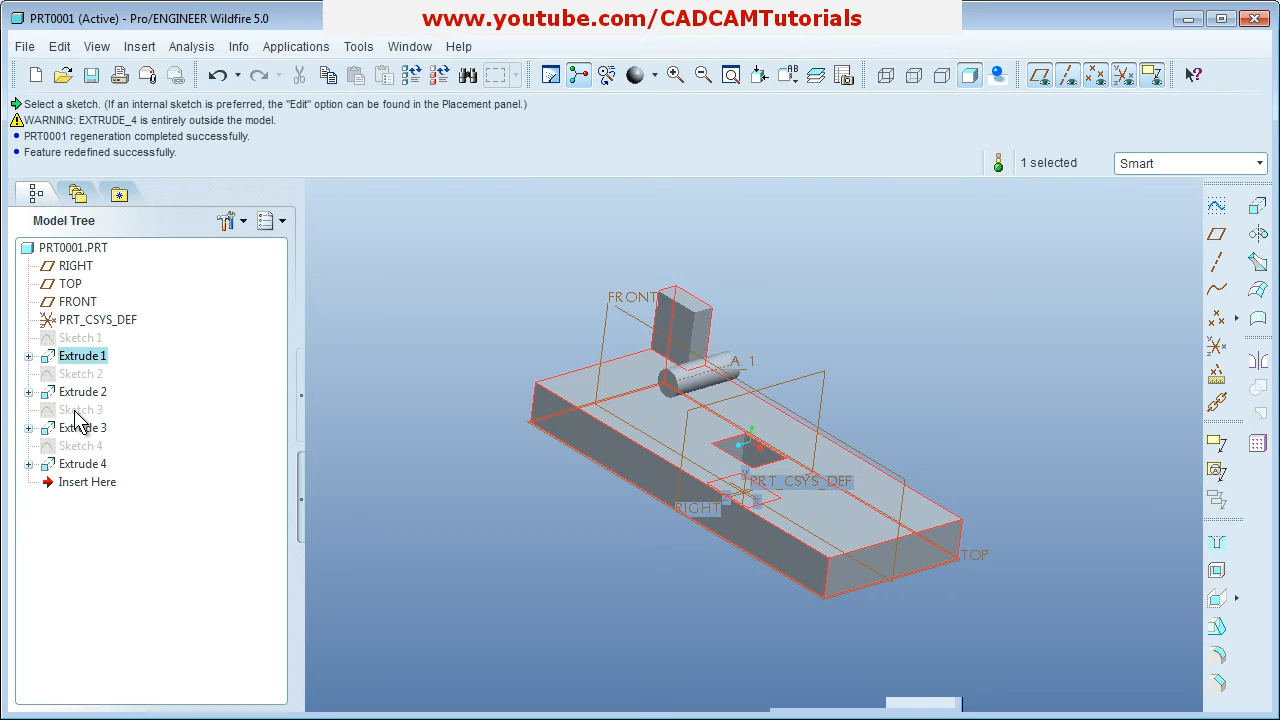 PRT0001 (Active) - Pro/ENGINEER Wildfire 5.0
www.youtube.com/CADCAMTutorials
File Edit View Insert Analysis Info Applications Tools Window Help
Select a sketch. (If an internal sketch is preferred, the "Edit" option can be found in the Placement panel.)
WARNING: EXTRUDE_4 is entirely outside the model.
PRT0001 regeneration completed successfully.
Feature redefined successfully.
1 selected
Smart
Model Tree
PRT0001.PRT
RIGHT
TOP
FRONT
PRT_CSYS_DEF
Sketch 1
Extrude 1
Sketch 2
Extrude 2
Sketch 3
Extrude 3
Sketch 4
Extrude 4
Insert Here
FRONT
A_1
PRT_CSYS_DEF
RIGHT
TOP